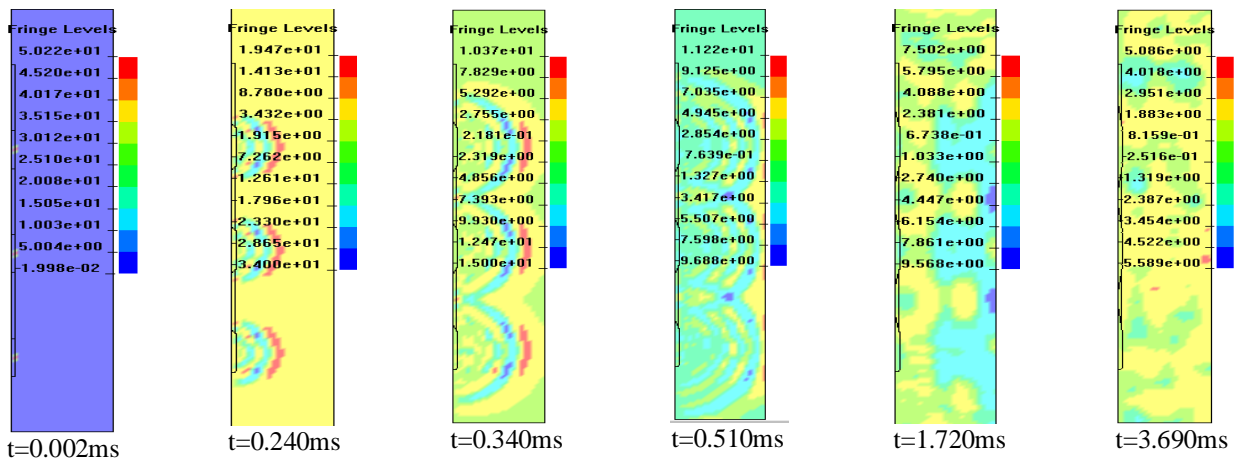 Fringe Levels
5.022e+01
4.520e+01
4.017e+01
3.515e+01
3.012e+01
2.510e+01
2.008e+01
1.505e+01
1.003e+01
5.004e+00
-1.998e-02
t=0.002ms
Fringe Levels
1.947e+01
1.413e+01
8.780e+00
3.432e+00
1.915e+00
7.262e+00
1.261e+01
1.796e+01
2.330e+01
2.865e+01
3.400e+01
t=0.240ms
Fringe Levels
1.037e+01
7.829e+00
5.292e+00
2.755e+00
2.181e-01
2.319e+00
4.856e+00
7.393e+00
9.930e+00
1.247e+01
1.500e+01
t=0.340ms
Fringe Levels
1.122e+01
9.125e+00
7.035e+00
4.945e+00
2.854e+00
7.639e-01
1.327e+00
3.417e+00
5.507e+00
7.598e+00
9.688e+00
t=0.510ms
Fringe Levels
7.502e+00
5.795e+00
4.088e+00
2.381e+00
6.738e-01
1.033e+00
2.740e+00
4.447e+00
6.154e+00
7.861e+00
9.568e+00
t=1.720ms
Fringe Levels
5.086e+00
4.018e+00
2.951e+00
1.883e+00
8.159e-01
2.516e-01
1.319e+00
2.387e+00
3.454e+00
4.522e+00
5.589e+00
t=3.690ms